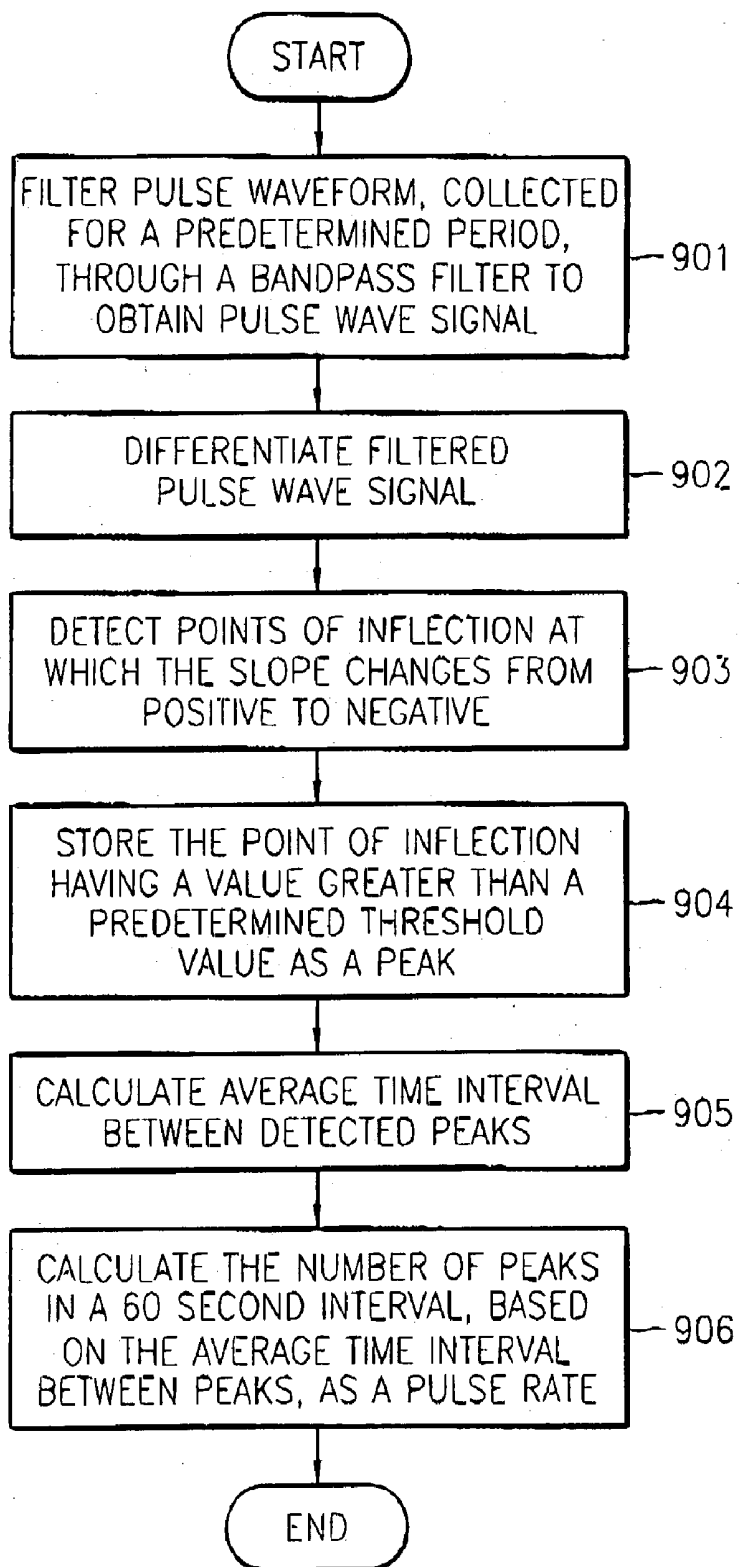 START
FILTER PULSE WAVEFORM, COLLECTED
FOR A PREDETERMINED PERIOD,
THROUGH A BANDPASS FILTER TO
OBTAIN PULSE WAVE SIGNAL
901
DIFFERENTIATE FILTERED
PULSE WAVE SIGNAL
902
DETECT POINTS OF INFLECTION AT
WHICH THE SLOPE CHANGES FROM
POSITIVE TO NEGATIVE
903
STORE THE POINT OF INFLECTION
HAVING A VALUE GREATER THAN A
PREDETERMINED THRESHOLD
VALUE AS A PEAK
904
CALCULATE AVERAGE TIME INTERVAL
BETWEEN DETECTED PEAKS
905
CALCULATE THE NUMBER OF PEAKS
IN A 60 SECOND INTERVAL, BASED
ON THE AVERAGE TIME INTERVAL
BETWEEN PEAKS, AS A PULSE RATE
906
END